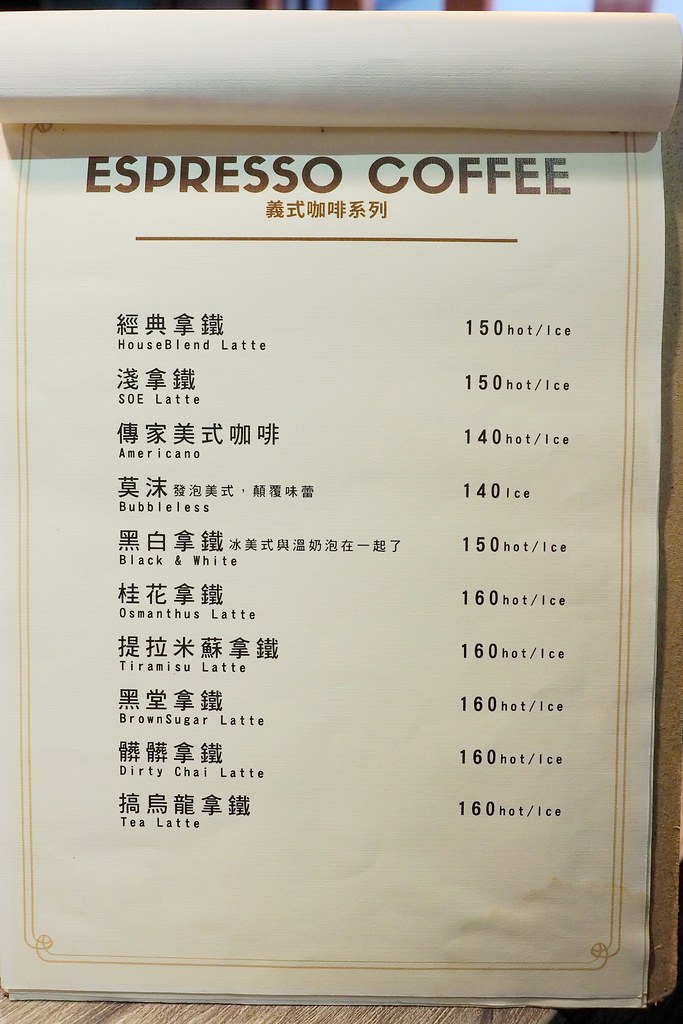 ESPRESSO COFFEE
義式咖啡系列
經典拿鐵 150hot/Ice
HouseBlend Latte
淺拿鐵 150hot/Ice
SOE Latte
傳家美式咖啡 140hot/Ice
Americano
莫沫發泡美式，顛覆味蕾 140Ice
Bubbleless
黑白拿鐵冰美式與溫奶泡在一起了 150hot/Ice
Black & White
桂花拿鐵 160hot/Ice
Osmanthus Latte
提拉米蘇拿鐵 160hot/Ice
Tiramisu Latte
黑堂拿鐵 160hot/Ice
BrownSugar Latte
髒髒拿鐵 160hot/Ice
Dirty Chai Latte
搞烏龍拿鐵 160hot/Ice
Tea Latte